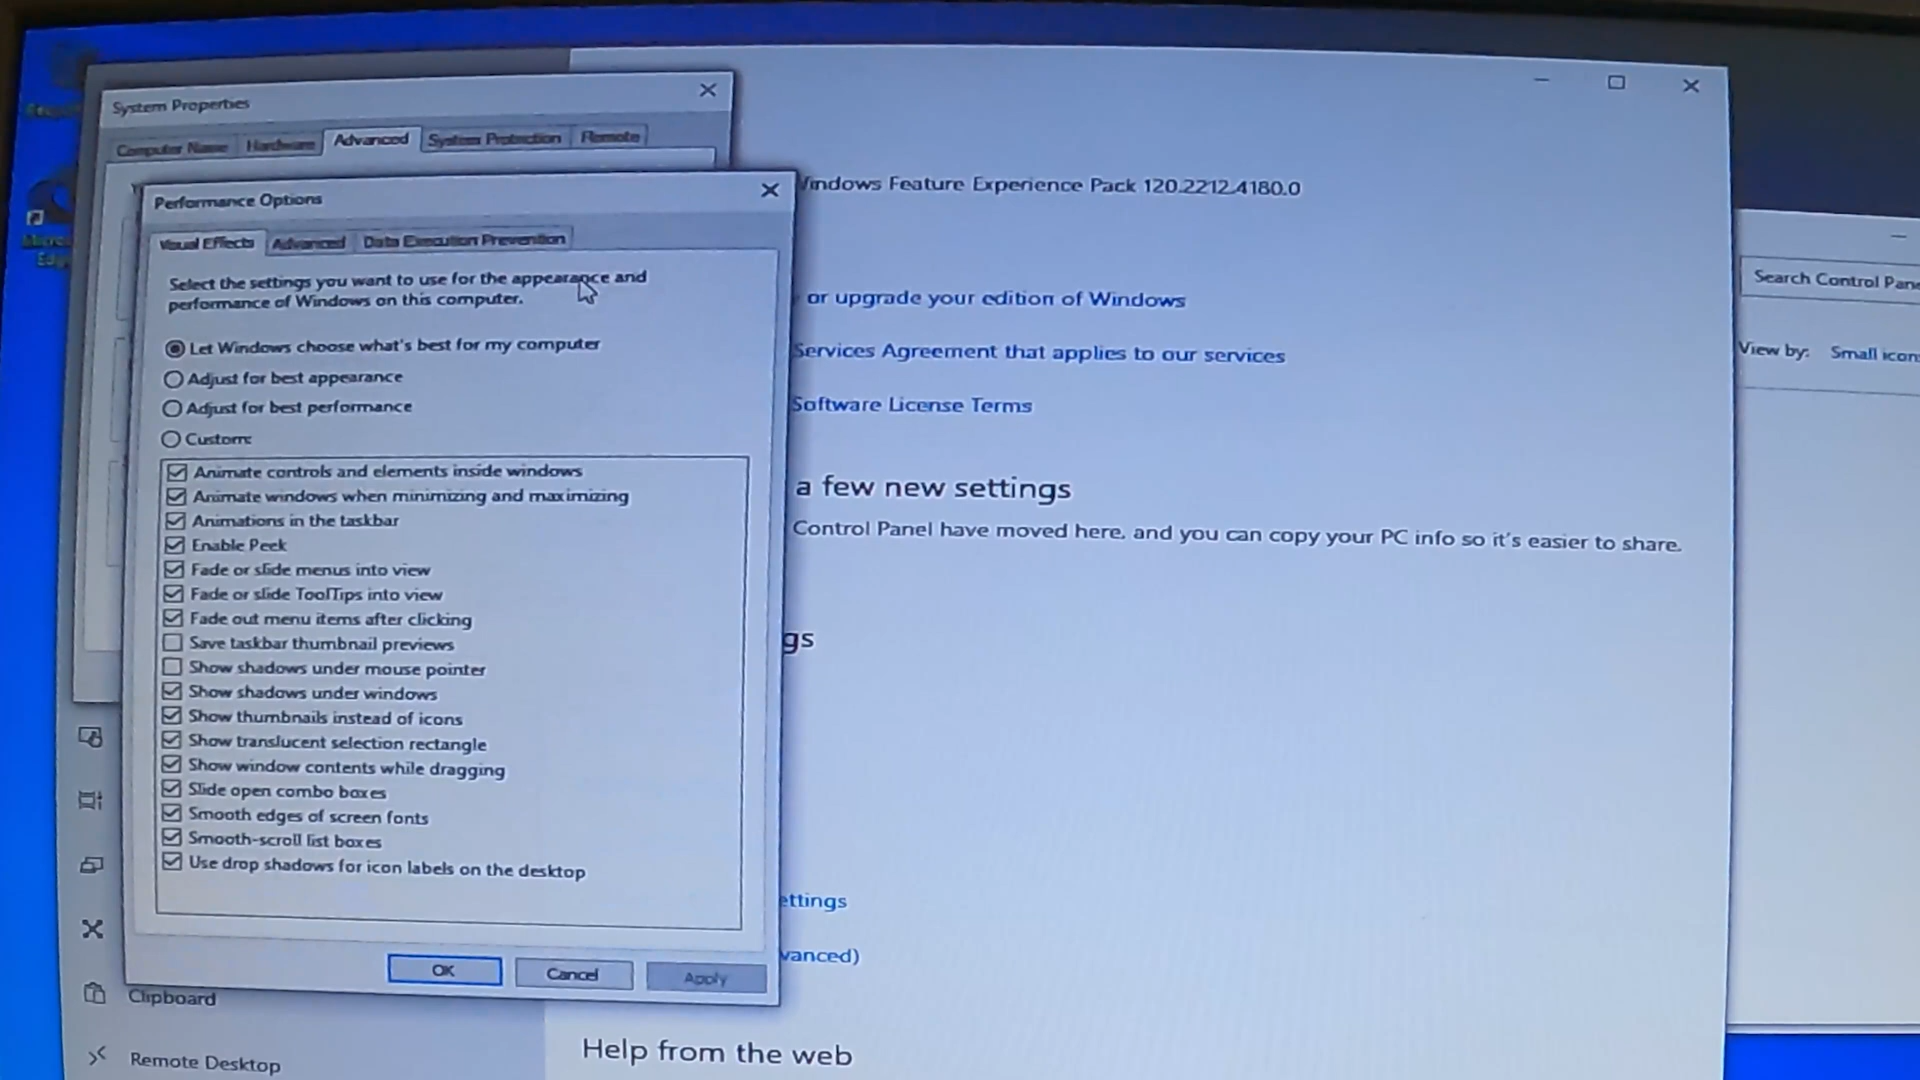 System Properties
Computer Name Hardware Advanced System Protection Remote
Performance Options
Visual Effects Advanced Data Execution Prevention
Select the settings you want to use for the appearance and
performance of Windows on this computer.
Let Windows choose what's best for my computer
Adjust for best appearance
Adjust for best performance
Custom:
Animate controls and elements inside windows
Animate windows when minimizing and maximizing
Animations in the taskbar
Enable Peek
Fade or slide menus into view
Fade or slide ToolTips into view
Fade out menu items after clicking
Save taskbar thumbnail previews
Show shadows under mouse pointer
Show shadows under windows
Show thumbnails instead of icons
Show translucent selection rectangle
Show window contents while dragging
Slide open combo boxes
Smooth edges of screen fonts
Smooth-scroll list boxes
Use drop shadows for icon labels on the desktop
OK Cancel Apply
Clipboard
Remote Desktop
Windows Feature Experience Pack 120.2212.4180.0
or upgrade your edition of Windows
Services Agreement that applies to our services
Software License Terms
a few new settings
Control Panel have moved here, and you can copy your PC info so it's easier to share.
gs
ettings
vanced)
Help from the web
Search Control Pane
View by: Small icons